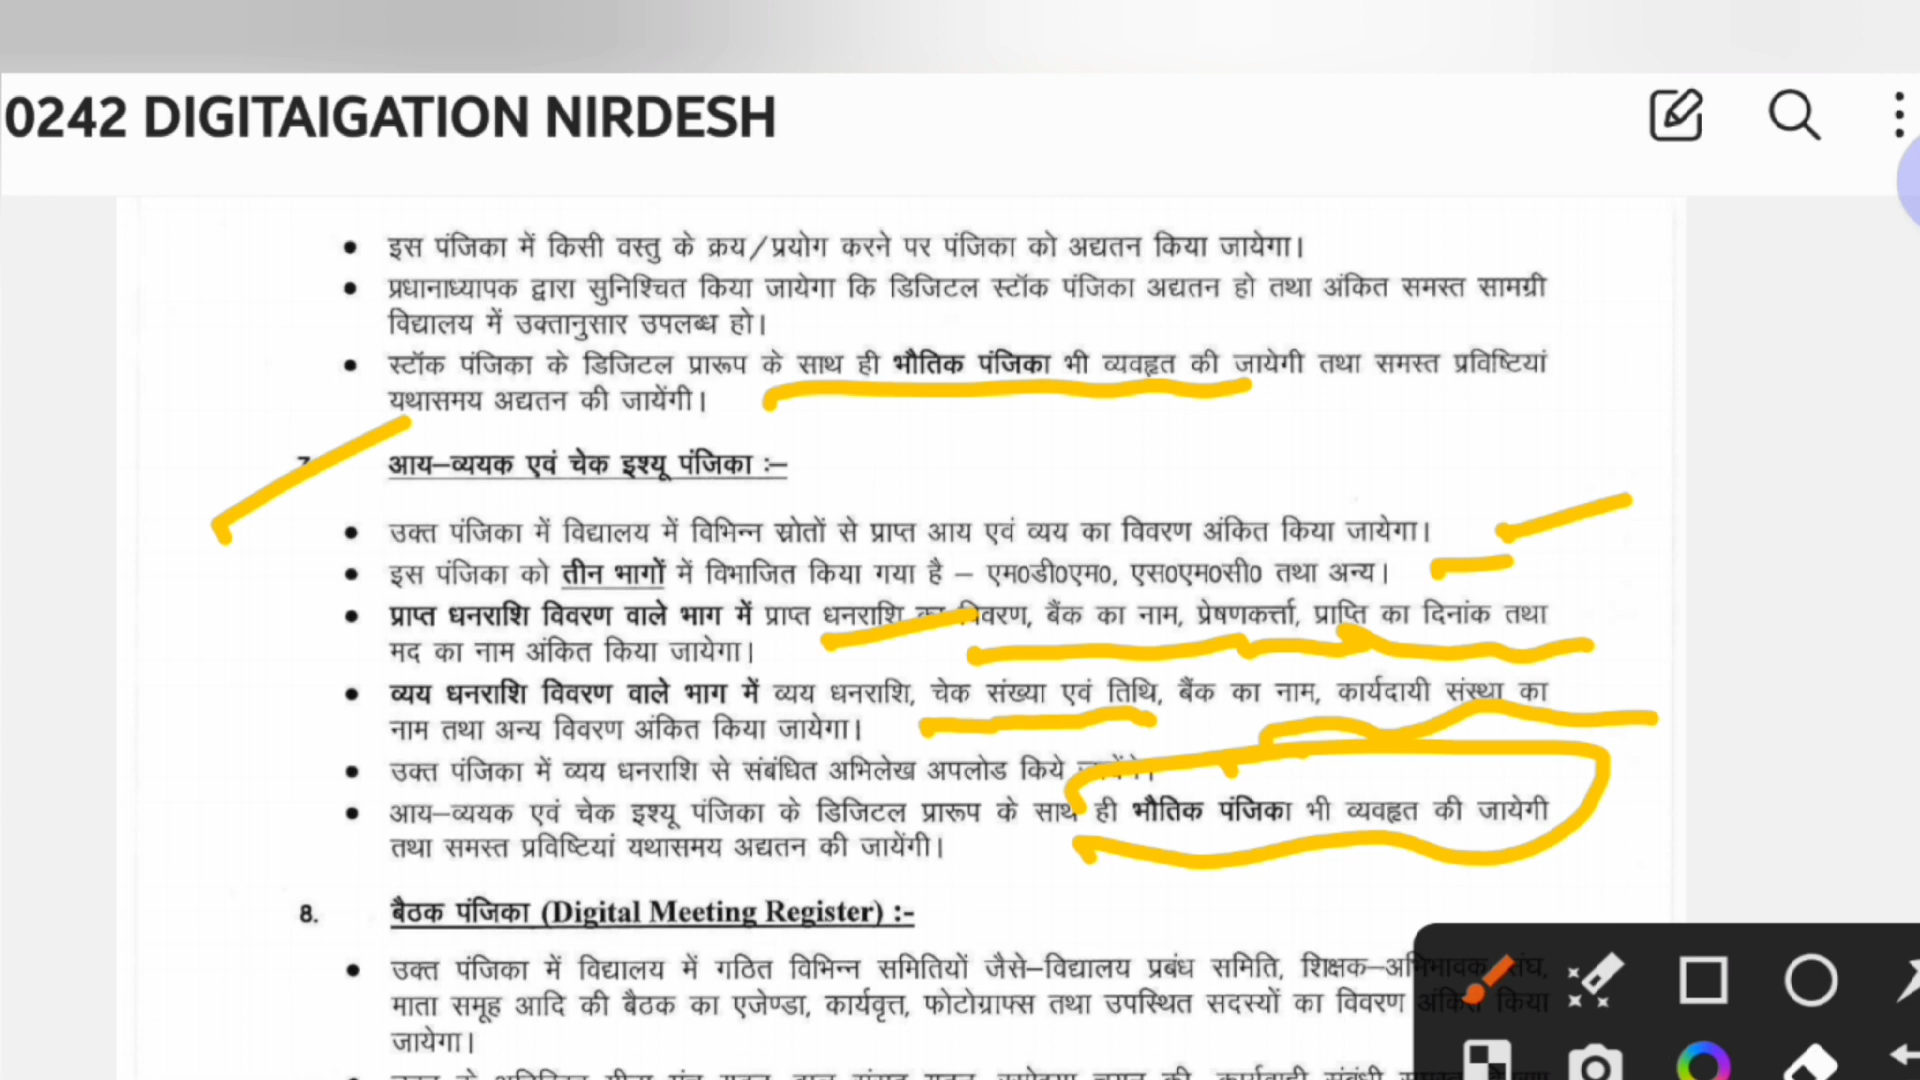 0242 DIGITAIGATION NIRDESH
• इस पंजिका में किसी वस्तु के क्रय/प्रयोग करने पर पंजिका को अद्यतन किया जायेगा।
• प्रधानाध्यापक द्वारा सुनिश्चित किया जायेगा कि डिजिटल स्टॉक पंजिका अद्यतन हो तथा अंकित समस्त सामग्री
विद्यालय में उक्तानुसार उपलब्ध हो।
• स्टॉक पंजिका के डिजिटल प्रारूप के साथ ही भौतिक पंजिका भी व्यवहृत की जायेगी तथा समस्त प्रविष्टियां
यथासमय अद्यतन की जायेंगी।
आय–व्ययक एवं चेक इश्यू पंजिका :–
• उक्त पंजिका में विद्यालय में विभिन्न स्रोतों से प्राप्त आय एवं व्यय का विवरण अंकित किया जायेगा।
• इस पंजिका को तीन भागों में विभाजित किया गया है – एम0डी0एम0, एस0एम0सी0 तथा अन्य।
• प्राप्त धनराशि विवरण वाले भाग में प्राप्त धनराशि का विवरण, बैंक का नाम, प्रेषणकर्त्ता, प्राप्ति का दिनांक तथा
मद का नाम अंकित किया जायेगा।
• व्यय धनराशि विवरण वाले भाग में व्यय धनराशि, चेक संख्या एवं तिथि, बैंक का नाम, कार्यदायी संस्था का
नाम तथा अन्य विवरण अंकित किया जायेगा।
• उक्त पंजिका में व्यय धनराशि से संबंधित अभिलेख अपलोड किये
• आय–व्ययक एवं चेक इश्यू पंजिका के डिजिटल प्रारूप के साथ ही भौतिक पंजिका भी व्यवहृत की जायेगी
तथा समस्त प्रविष्टियां यथासमय अद्यतन की जायेंगी।
8. बैठक पंजिका (Digital Meeting Register) :-
• उक्त पंजिका में विद्यालय में गठित विभिन्न समितियों जैसे–विद्यालय प्रबंध समिति, शिक्षक–अभिभावक संघ,
माता समूह आदि की बैठक का एजेण्डा, कार्यवृत्त, फोटोग्राफ्स तथा उपस्थित सदस्यों का विवरण अंकित किया
जायेगा।